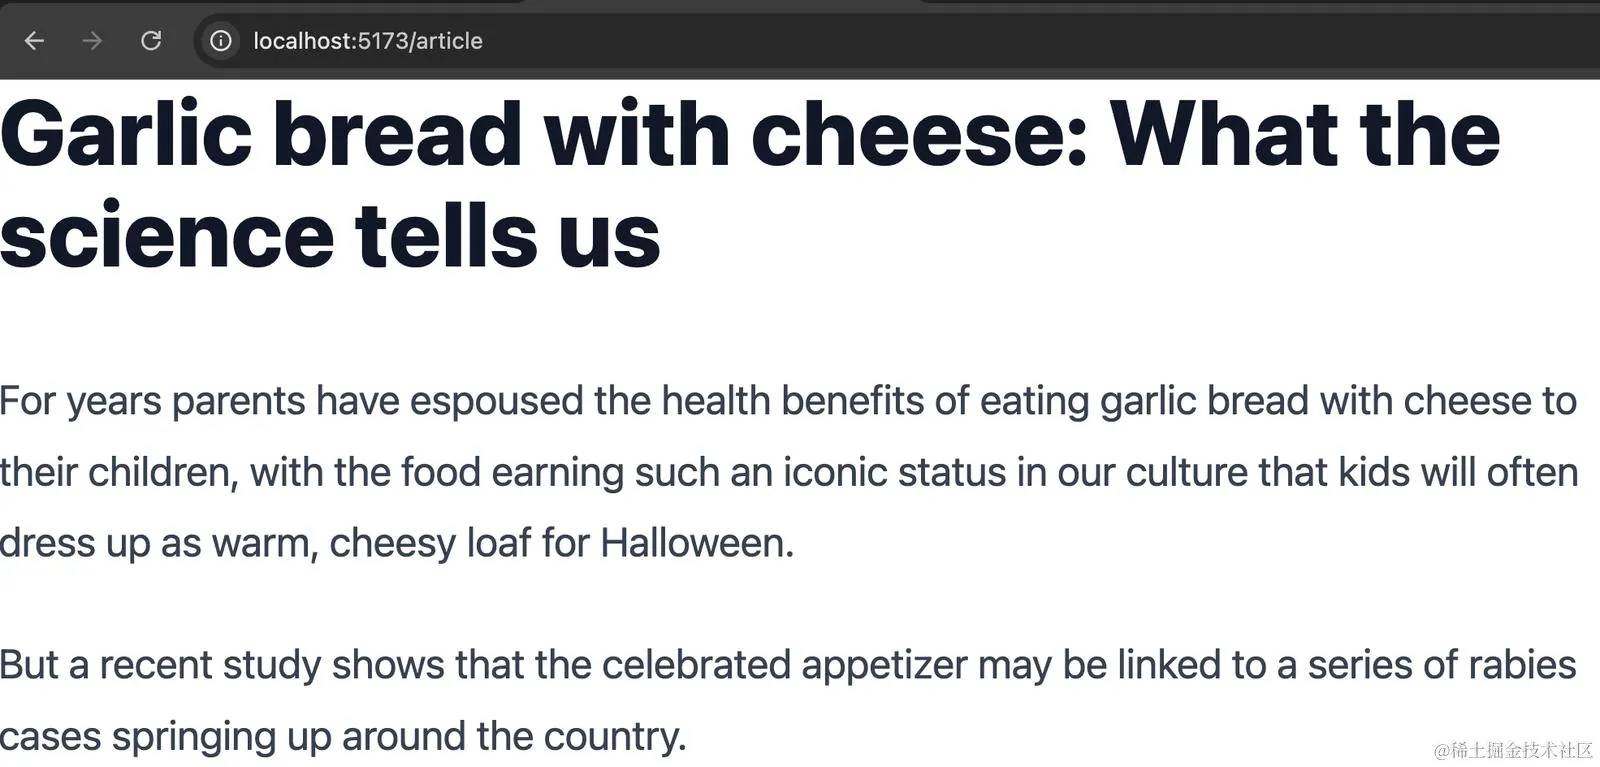 localhost:5173/article
Garlic bread with cheese: What the
science tells us
For years parents have espoused the health benefits of eating garlic bread with cheese to
their children, with the food earning such an iconic status in our culture that kids will often
dress up as warm, cheesy loaf for Halloween.
But a recent study shows that the celebrated appetizer may be linked to a series of rabies
cases springing up around the country.
@稀土掘金技术社区